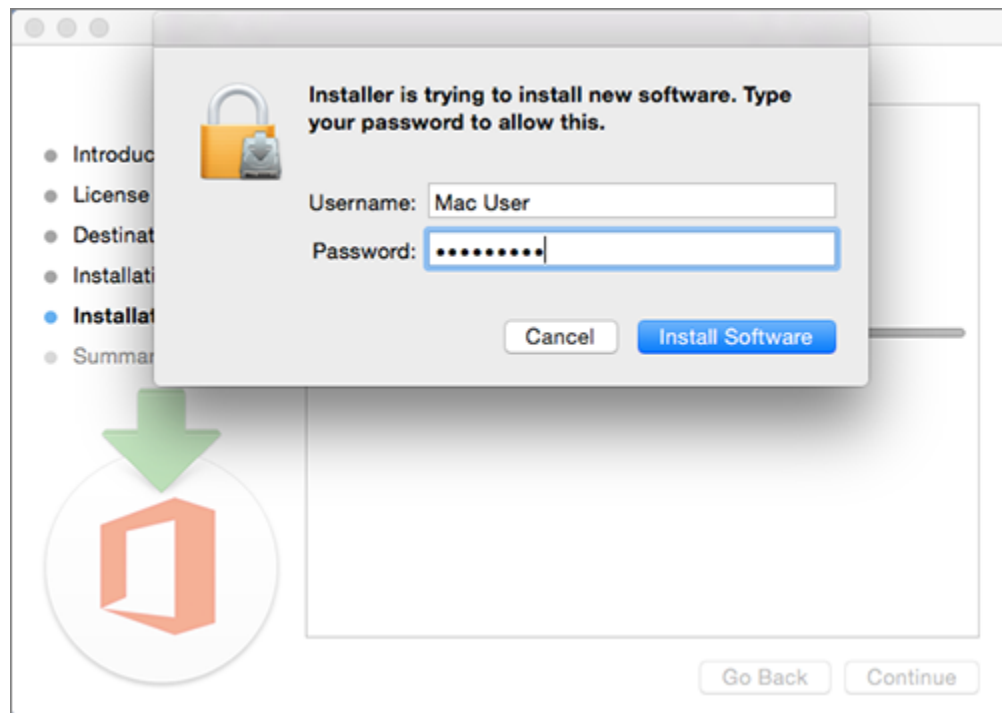 Installer is trying to install new software. Type
your password to allow this.
Username: Mac User
Password: •••••••••
Cancel
Install Software
Introduc
License
Destinat
Installati
Installat
Summar
Go Back
Continue